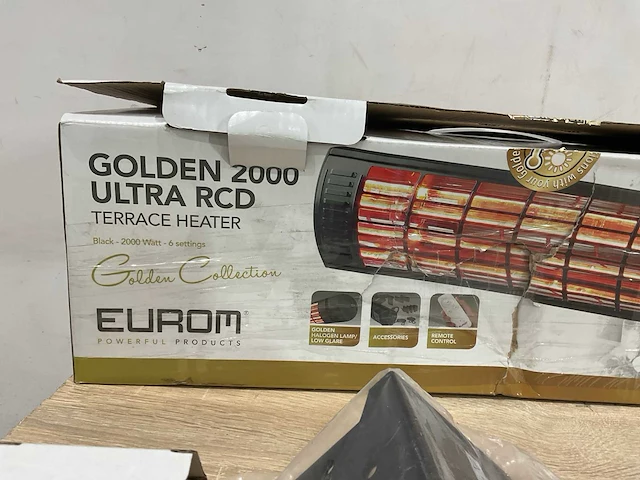 GOLDEN 2000
ULTRA RCD
TERRACE HEATER
Black - 2000 Watt - 6 settings
Golden Collection
EUROM®
POWERFUL PRODUCTS
GOLDEN
HALOGEN LAMP/
LOW GLARE
ACCESSORIES
REMOTE
CONTROL